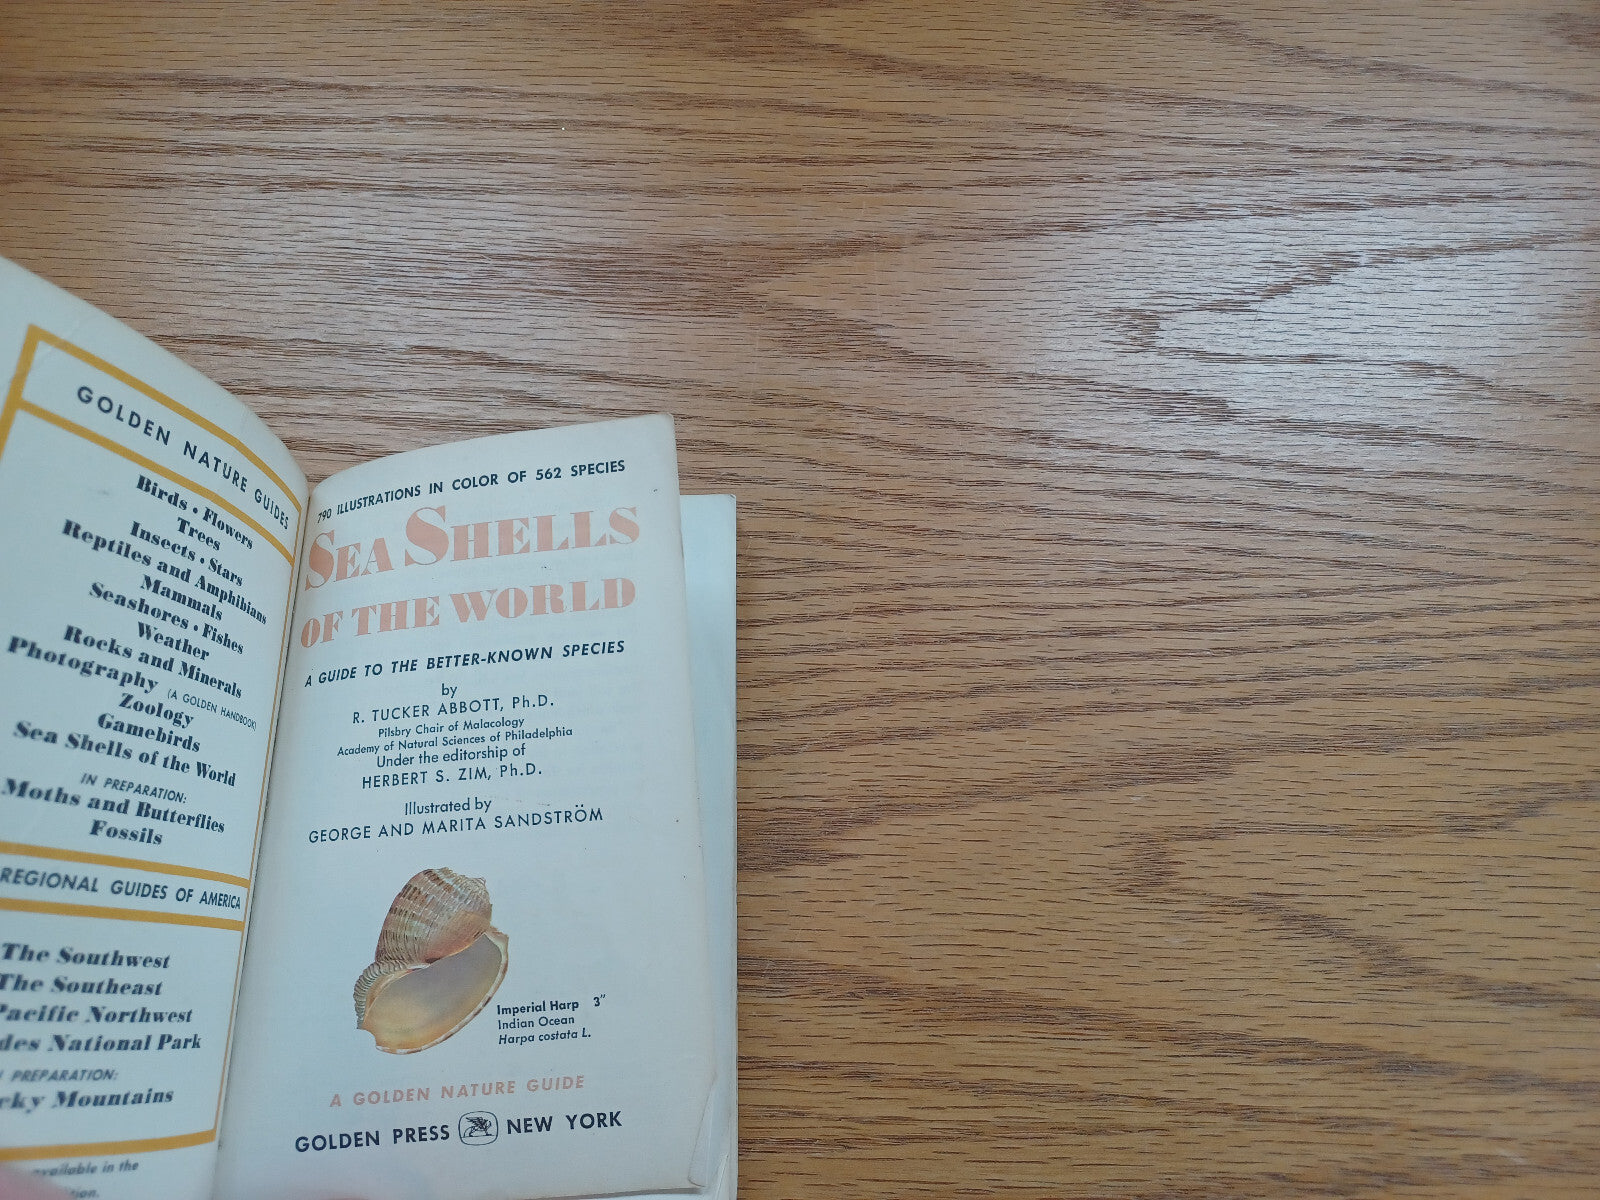 GOLDEN NATURE GUIDES
Birds • Flowers
Trees
Insects • Stars
Reptiles and Amphibians
Mammals
Seashores • Fishes
Weather
Rocks and Minerals
Photography (A GOLDEN HANDBOOK)
Zoology
Gamebirds
Sea Shells of the World
IN PREPARATION:
Moths and Butterflies
Fossils
REGIONAL GUIDES OF AMERICA
The Southwest
The Southeast
Pacific Northwest
National Park
PREPARATION:
Mountains
available in the
790 ILLUSTRATIONS IN COLOR OF 562 SPECIES
SEA SHELLS
OF THE WORLD
A GUIDE TO THE BETTER-KNOWN SPECIES
by
R. TUCKER ABBOTT, Ph.D.
Pilsbry Chair of Malacology
Academy of Natural Sciences of Philadelphia
Under the editorship of
HERBERT S. ZIM, Ph.D.
Illustrated by
GEORGE AND MARITA SANDSTRÖM
Imperial Harp 3"
Indian Ocean
Harpa costata L.
A GOLDEN NATURE GUIDE
GOLDEN PRESS NEW YORK